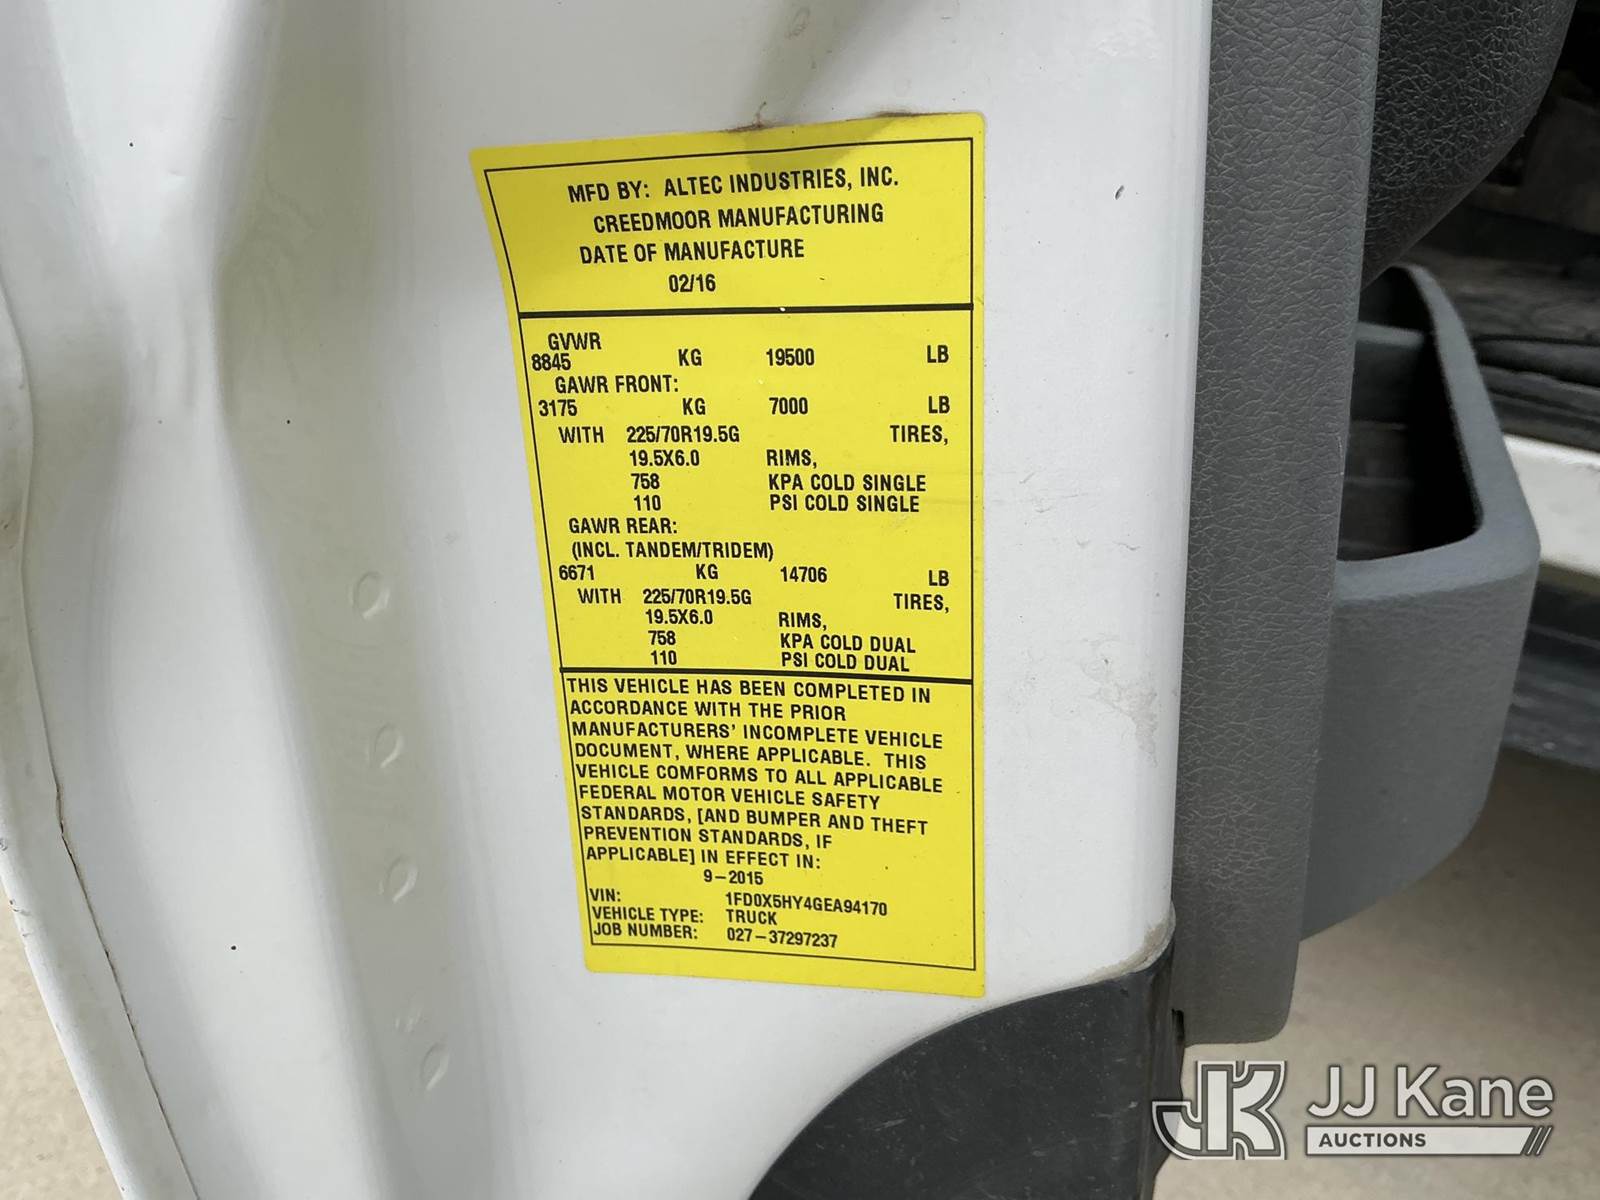 MFD BY: ALTEC INDUSTRIES, INC.
CREEDMOOR MANUFACTURING
DATE OF MANUFACTURE
02/16
GVWR
8845 KG 19500 LB
GAWR FRONT:
3175 KG 7000 LB
WITH 225/70R19.5G TIRES,
19.5X6.0 RIMS,
758 KPA COLD SINGLE
110 PSI COLD SINGLE
GAWR REAR:
(INCL. TANDEM/TRIDEM)
6671 KG 14706 LB
WITH 225/70R19.5G TIRES,
19.5X6.0 RIMS,
758 KPA COLD DUAL
110 PSI COLD DUAL
THIS VEHICLE HAS BEEN COMPLETED IN
ACCORDANCE WITH THE PRIOR
MANUFACTURERS' INCOMPLETE VEHICLE
DOCUMENT, WHERE APPLICABLE. THIS
VEHICLE COMFORMS TO ALL APPLICABLE
FEDERAL MOTOR VEHICLE SAFETY
STANDARDS, [AND BUMPER AND THEFT
PREVENTION STANDARDS, IF
APPLICABLE] IN EFFECT IN:
9-2015
VIN: 1FD0X5HY4GEA94170
VEHICLE TYPE: TRUCK
JOB NUMBER: 027-37297237
JK JJ Kane
AUCTIONS